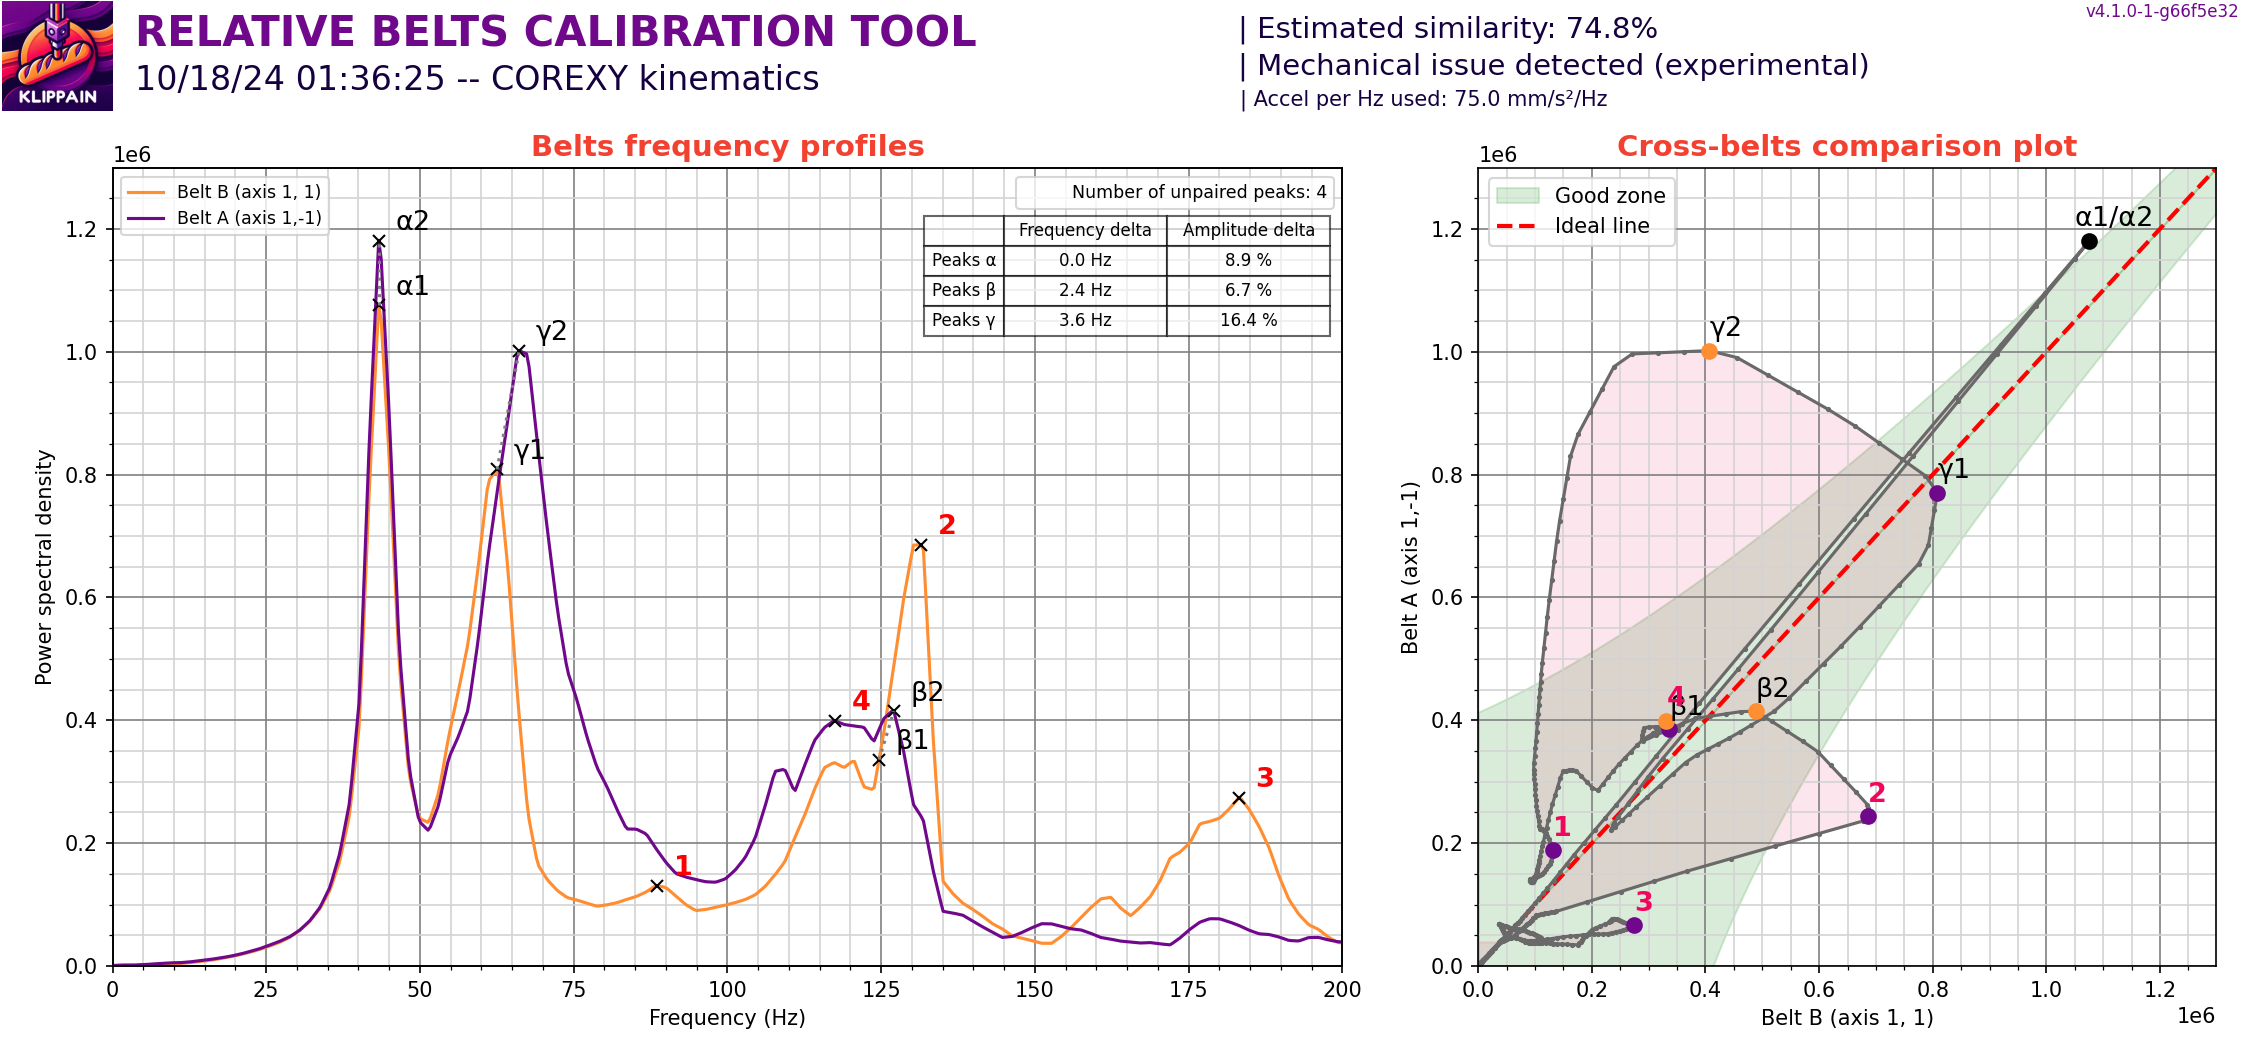 KLIPPAIN
RELATIVE BELTS CALIBRATION TOOL
10/18/24 01:36:25 -- COREXY kinematics
| Estimated similarity: 74.8%
| Mechanical issue detected (experimental)
| Accel per Hz used: 75.0 mm/s²/Hz
v4.1.0-1-g66f5e32
Belts frequency profiles
1e6
Belt B (axis 1, 1)
Belt A (axis 1,-1)
Number of unpaired peaks: 4
Frequency delta Amplitude delta
Peaks α 0.0 Hz 8.9 %
Peaks β 2.4 Hz 6.7 %
Peaks γ 3.6 Hz 16.4 %
α2
α1
γ2
γ1
2
4
β2
β1
3
1
1.2
1.0
0.8
0.6
0.4
0.2
0.0
Power spectral density
0 25 50 75 100 125 150 175 200
Frequency (Hz)
Cross-belts comparison plot
1e6
Good zone
Ideal line
α1/α2
γ2
γ1
4
β1
β2
2
1
3
1.2
1.0
0.8
0.6
0.4
0.2
0.0
Belt A (axis 1,-1)
0.0 0.2 0.4 0.6 0.8 1.0 1.2
Belt B (axis 1, 1)
1e6